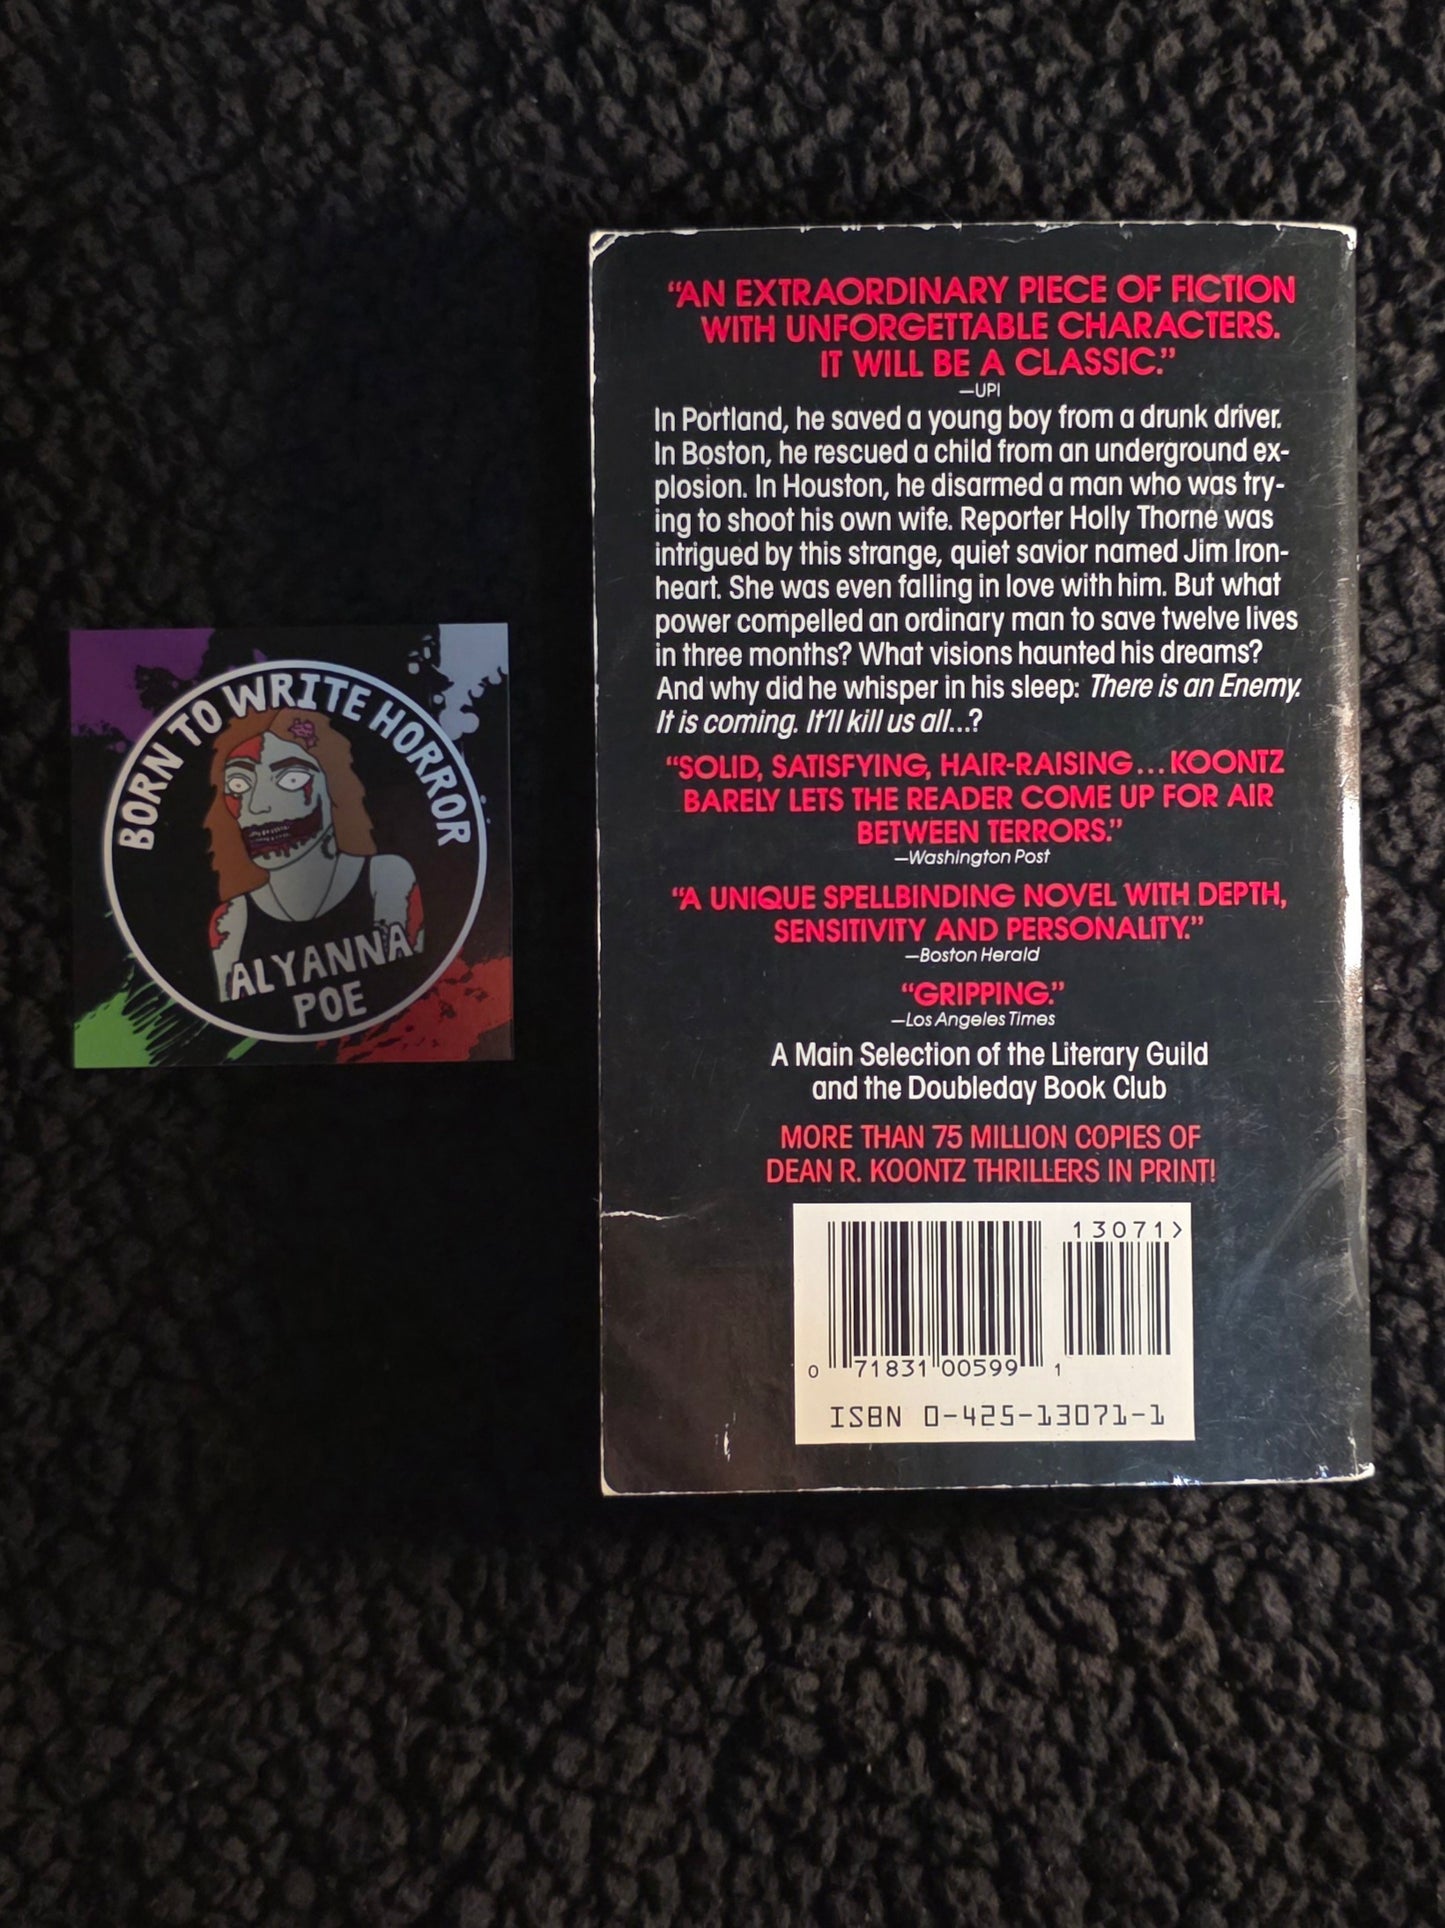 BORN TO WRITE HORROR
ALYANNA
POE
“AN EXTRAORDINARY PIECE OF FICTION
WITH UNFORGETTABLE CHARACTERS.
IT WILL BE A CLASSIC.”
—UPI
In Portland, he saved a young boy from a drunk driver.
In Boston, he rescued a child from an underground ex-
plosion. In Houston, he disarmed a man who was try-
ing to shoot his own wife. Reporter Holly Thorne was
intrigued by this strange, quiet savior named Jim Iron-
heart. She was even falling in love with him. But what
power compelled an ordinary man to save twelve lives
in three months? What visions haunted his dreams?
And why did he whisper in his sleep: There is an Enemy.
It is coming. It’ll kill us all...?
“SOLID, SATISFYING, HAIR-RAISING...KOONTZ
BARELY LETS THE READER COME UP FOR AIR
BETWEEN TERRORS.”
—Washington Post
“A UNIQUE SPELLBINDING NOVEL WITH DEPTH,
SENSITIVITY AND PERSONALITY.”
—Boston Herald
“GRIPPING.”
—Los Angeles Times
A Main Selection of the Literary Guild
and the Doubleday Book Club
MORE THAN 75 MILLION COPIES OF
DEAN R. KOONTZ THRILLERS IN PRINT!
13071>
0 71831 00599 1
ISBN 0-425-13071-1